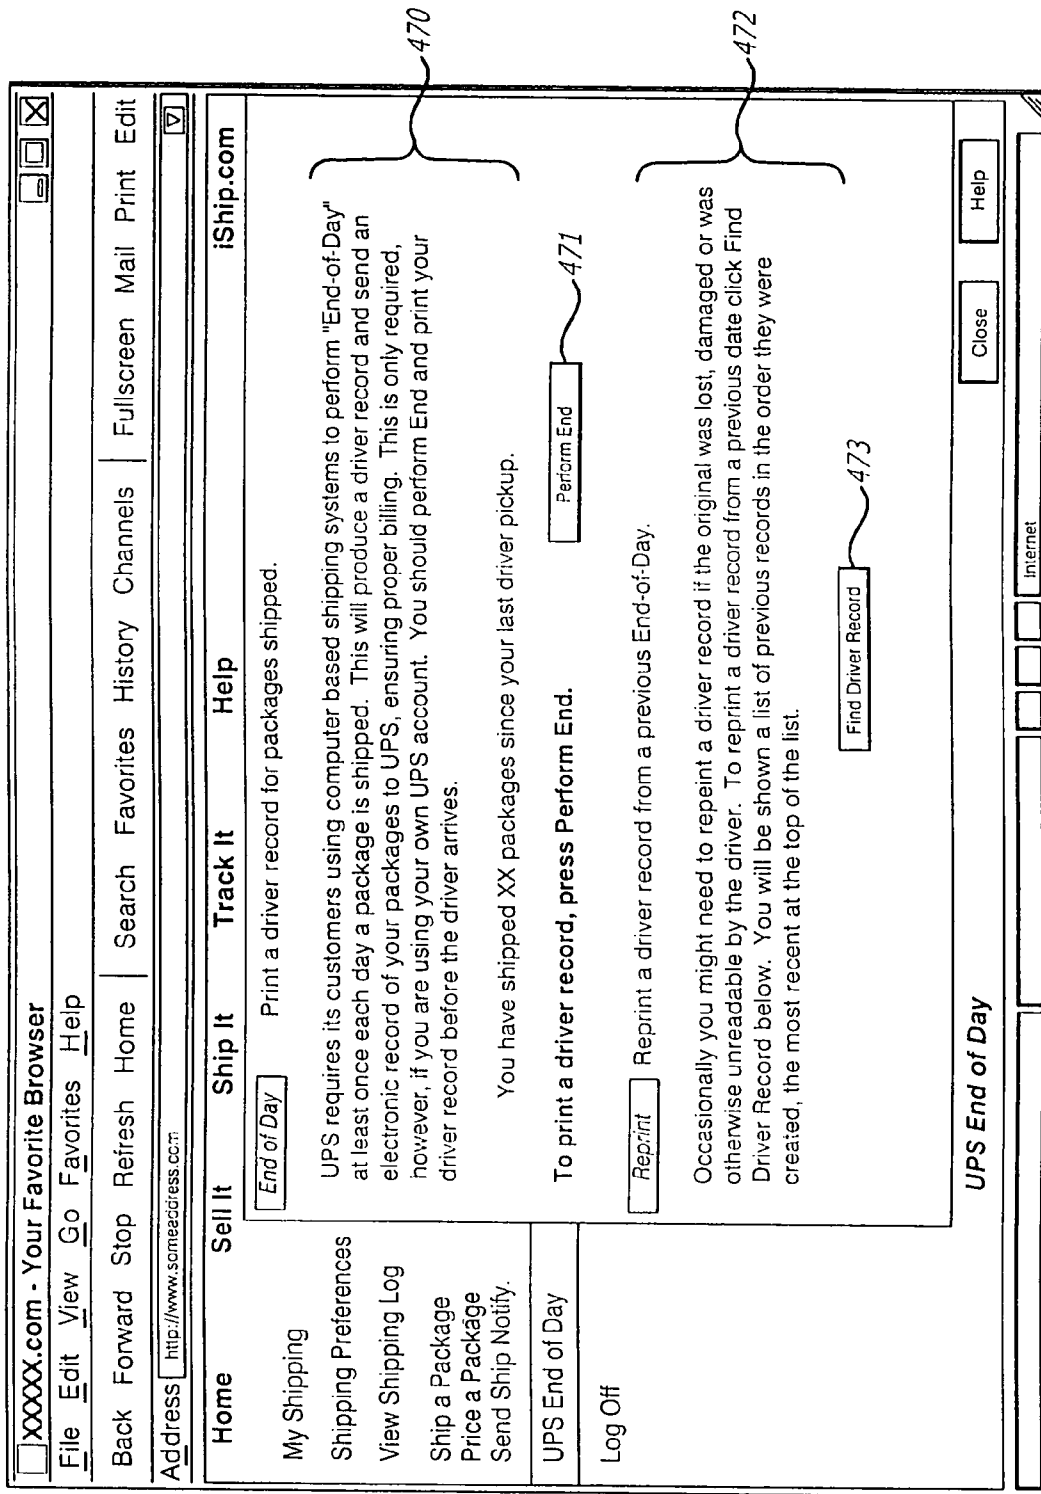 XXXXX.com - Your Favorite Browser
File Edit View Go Favorites Help
Back Forward Stop Refresh Home Search Favorites History Channels Fullscreen Mail Print Edit
Address http://www.someaddress.com
Home Sell It Ship It Track It Help iShip.com
My Shipping
Shipping Preferences
View Shipping Log
Ship a Package
Price a Package
Send Ship Notify.
UPS End of Day
Log Off
End of Day Print a driver record for packages shipped.
UPS requires its customers using computer based shipping systems to perform "End-of-Day"
at least once each day a package is shipped. This will produce a driver record and send an
electronic record of your packages to UPS, ensuring proper billing. This is only required,
however, if you are using your own UPS account. You should perform End and print your
driver record before the driver arrives.
470
You have shipped XX packages since your last driver pickup.
To print a driver record, press Perform End.
Perform End
471
Reprint Reprint a driver record from a previous End-of-Day.
Occasionally you might need to repeint a driver record if the original was lost, damaged or was
otherwise unreadable by the driver. To reprint a driver record from a previous date click Find
Driver Record below. You will be shown a list of previous records in the order they were
created, the most recent at the top of the list.
472
Find Driver Record
473
UPS End of Day Close Help
Internet